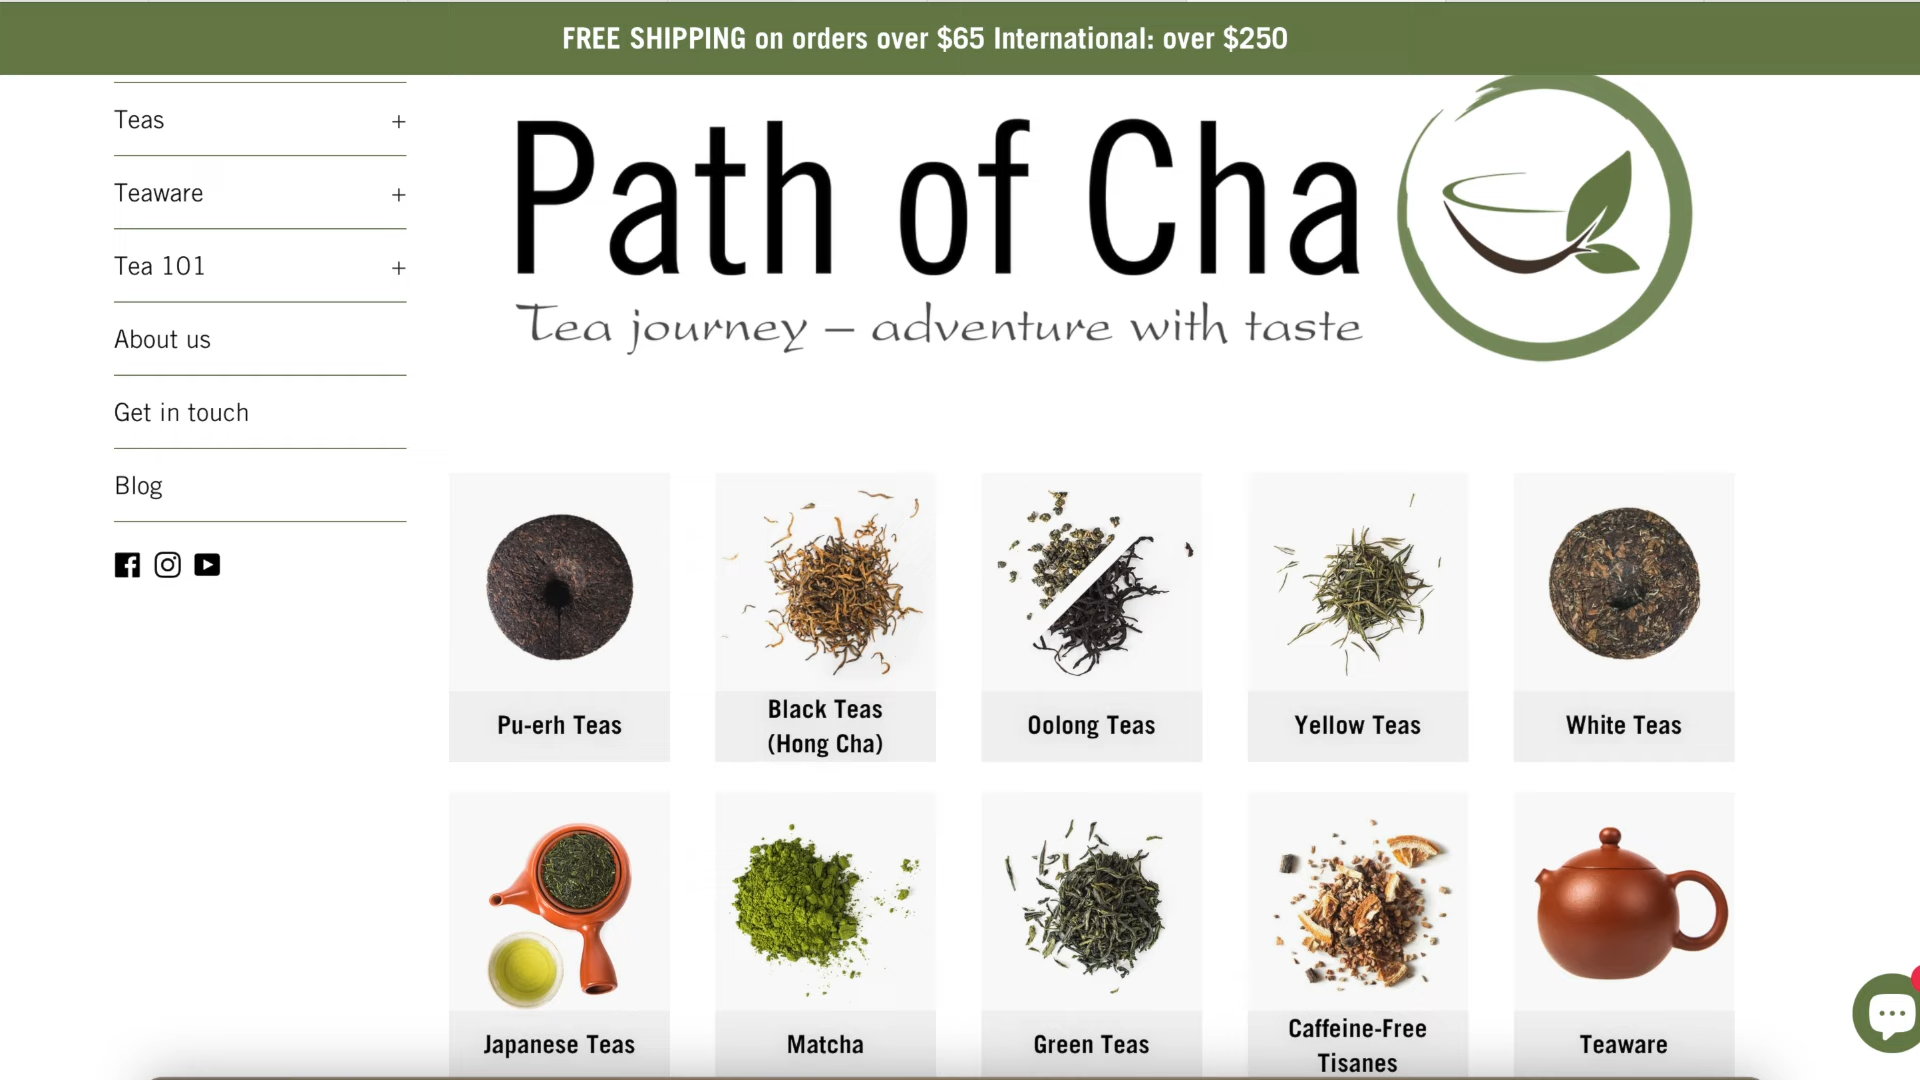 FREE SHIPPING on orders over $65 International: over $250
Teas +
Teaware +
Tea 101 +
About us
Get in touch
Blog
Path of Cha
Tea journey – adventure with taste
Pu-erh Teas
Black Teas
(Hong Cha)
Oolong Teas
Yellow Teas
White Teas
Japanese Teas
Matcha
Green Teas
Caffeine-Free
Tisanes
Teaware